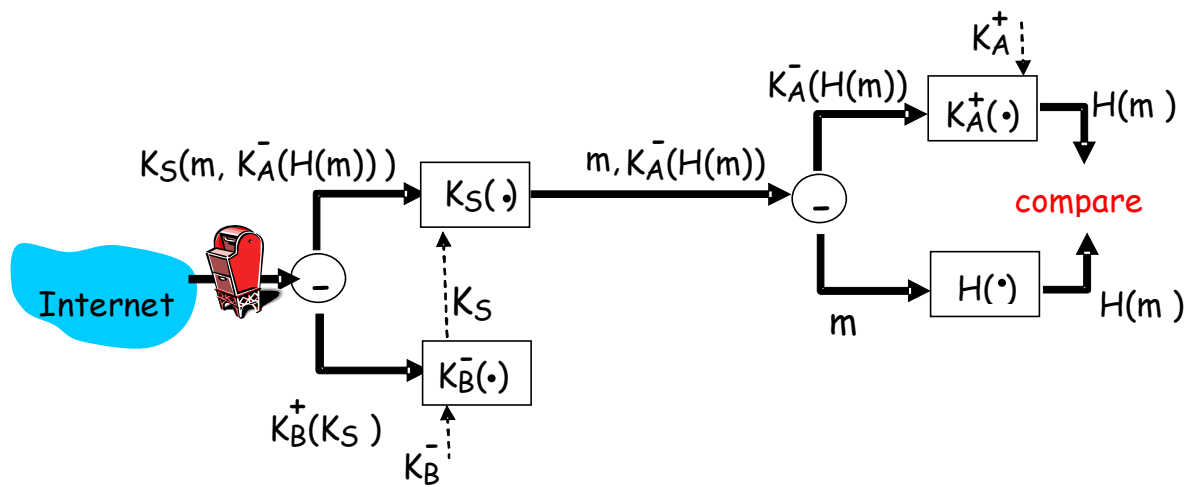 K_A^+
K_A^-(H(m))
K_A^+(·)
H(m )
K_S(m, K_A^-(H(m)) )
K_S(·)
m, K_A^-(H(m))
compare
-
-
Internet
K_S
H(·)
m
H(m )
K_B^-(·)
K_B^+(K_S )
K_B^-